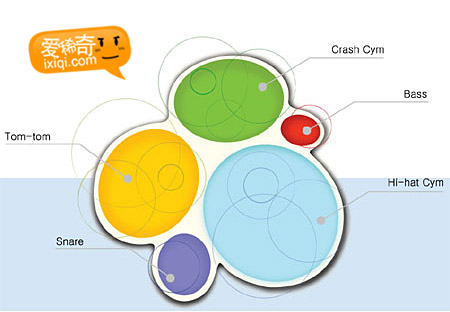 爱稀奇
ixiqi.com
Crash Cym
Bass
Tom-tom
Hi-hat Cym
Snare